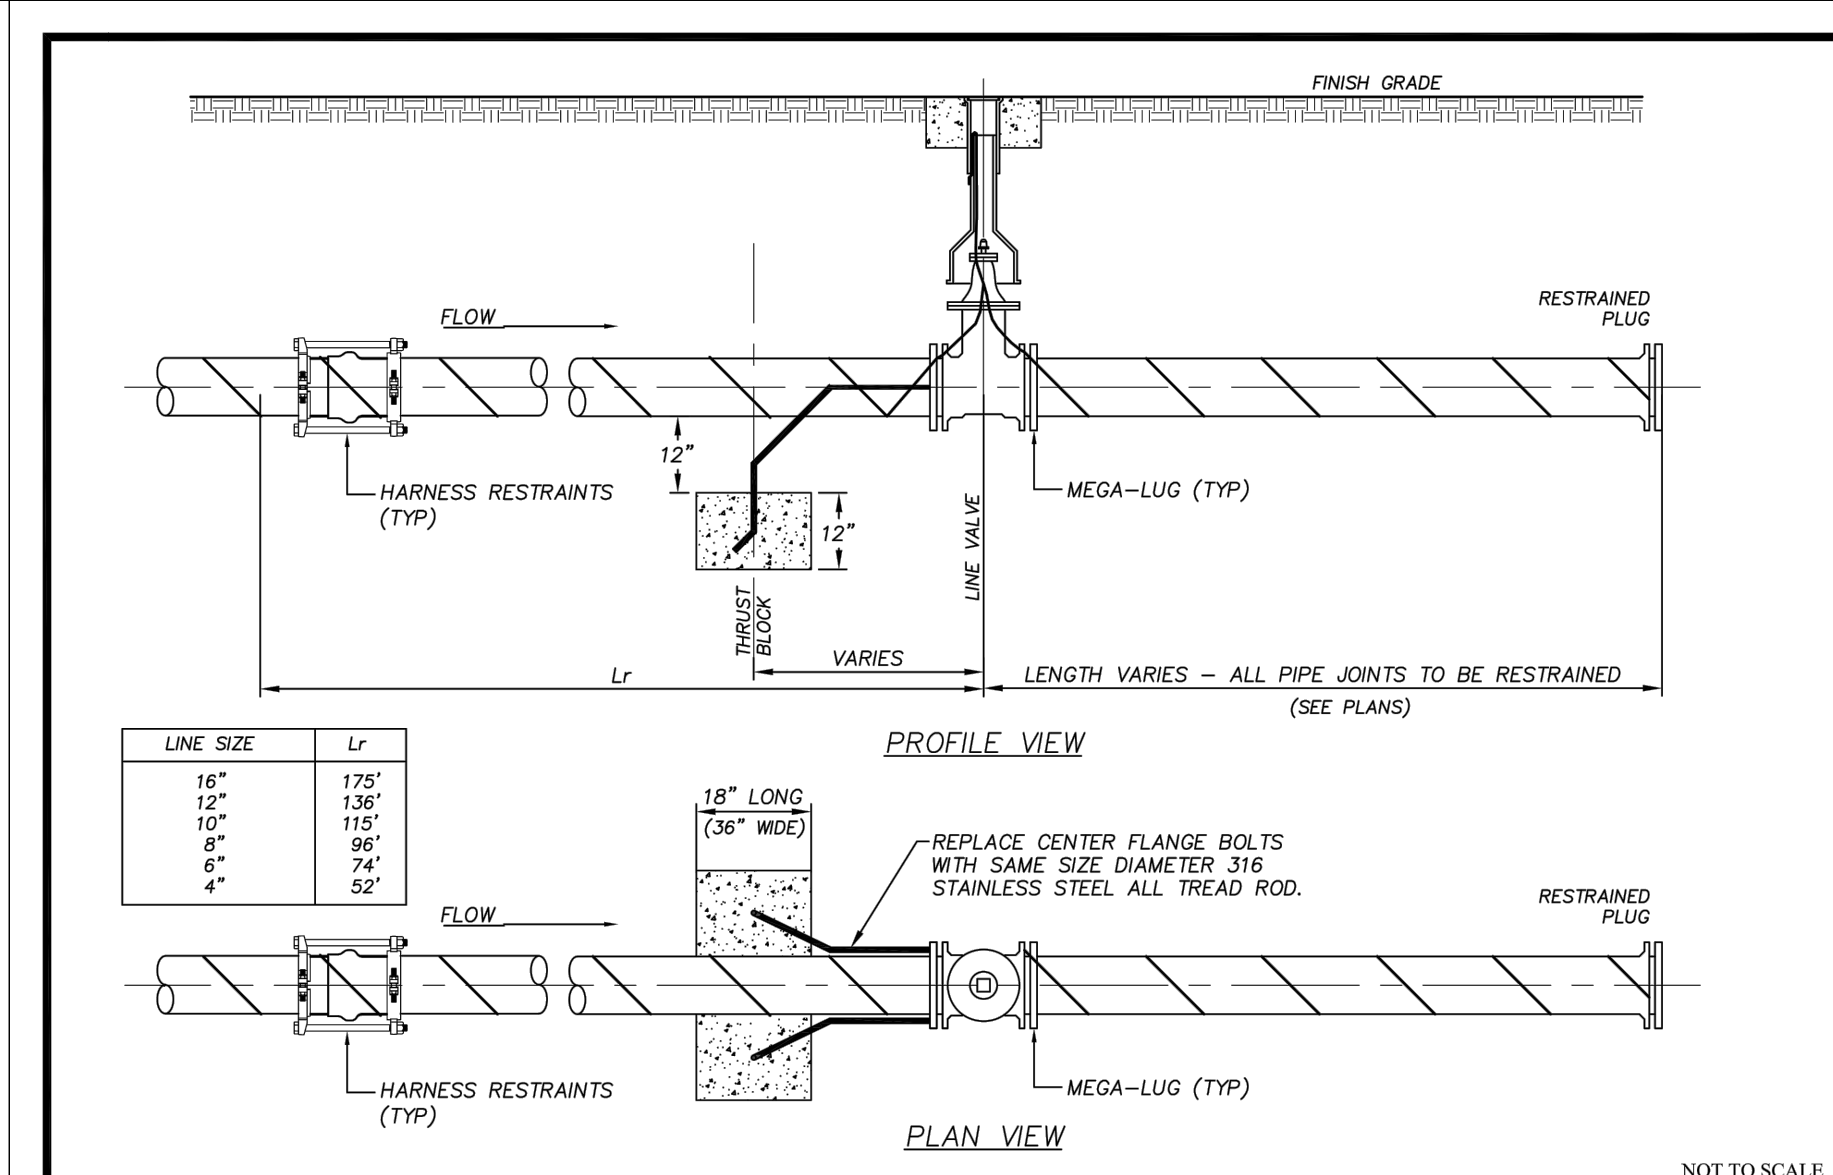 FINISH GRADE
RESTRAINED
PLUG
FLOW
12"
HARNESS RESTRAINTS
(TYP)
MEGA-LUG (TYP)
12"
LINE VALVE
THRUST
BLOCK
VARIES
Lr
LENGTH VARIES - ALL PIPE JOINTS TO BE RESTRAINED
(SEE PLANS)
PROFILE VIEW
LINE SIZE Lr
16" 175'
12" 136'
10" 115'
8" 96'
6" 74'
4" 52'
18" LONG
(36" WIDE)
REPLACE CENTER FLANGE BOLTS
WITH SAME SIZE DIAMETER 316
STAINLESS STEEL ALL TREAD ROD.
RESTRAINED
PLUG
FLOW
HARNESS RESTRAINTS
(TYP)
MEGA-LUG (TYP)
PLAN VIEW
NOT TO SCALE